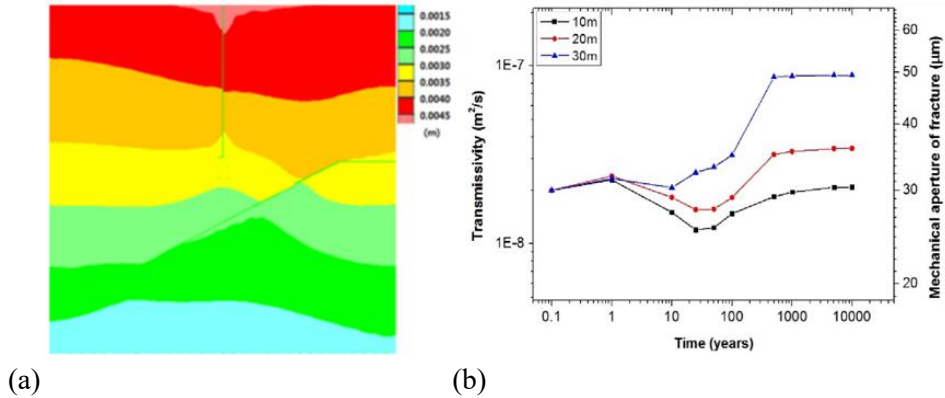 0.0015
0.0020
0.0025
0.0030
0.0035
0.0040
0.0045
(m)
(a)
10m
20m
30m
1E-7
1E-8
Transmissivity (m²/s)
60
50
40
30
20
Mechanical aperture of fracture (μm)
0.1 1 10 100 1000 10000
Time (years)
(b)